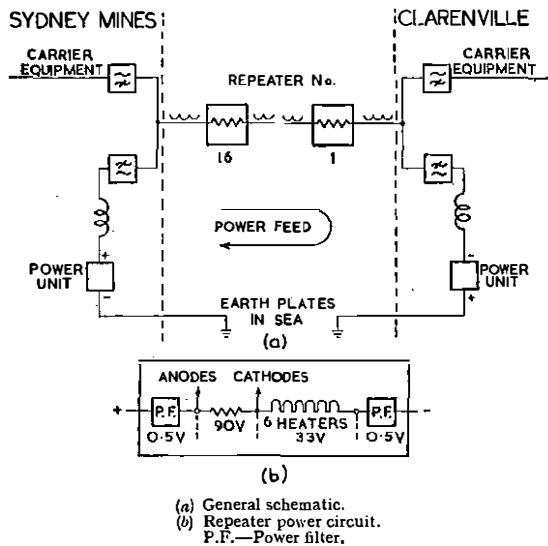 SYDNEY MINES
CLARENVILLE
CARRIER
EQUIPMENT
CARRIER
EQUIPMENT
REPEATER No.
16
1
POWER FEED
+
POWER
UNIT
-
-
POWER
UNIT
+
EARTH PLATES
IN SEA
(a)
ANODES CATHODES
+
P.F.
0.5V
90V
6 HEATERS
33V
P.F.
0.5V
-
(b)
(a) General schematic.
(b) Repeater power circuit.
P.F.—Power filter,